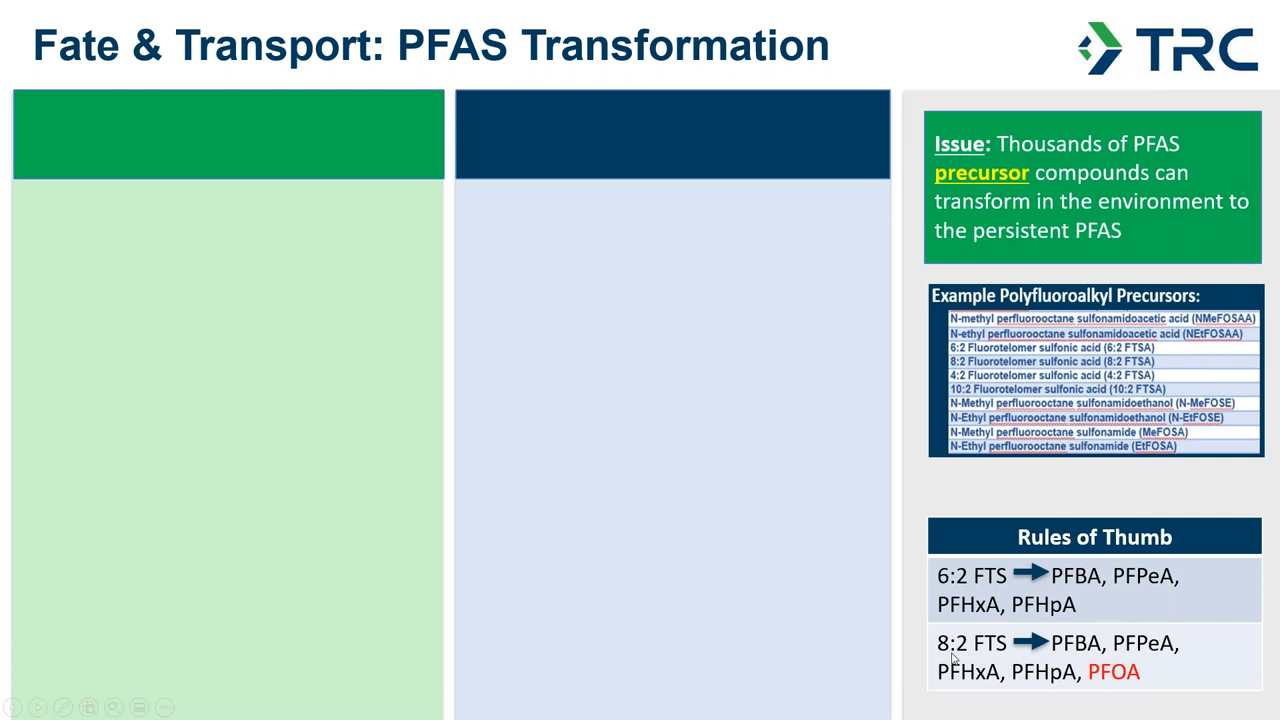 Fate & Transport: PFAS Transformation
TRC
Issue: Thousands of PFAS
precursor compounds can
transform in the environment to
the persistent PFAS
Example Polyfluoroalkyl Precursors:
N-methyl perfluorooctane sulfonamidoacetic acid (NMeFOSAA)
N-ethyl perfluorooctane sulfonamidoacetic acid (NEtFOSAA)
6:2 Fluorotelomer sulfonic acid (6:2 FTSA)
8:2 Fluorotelomer sulfonic acid (8:2 FTSA)
4:2 Fluorotelomer sulfonic acid (4:2 FTSA)
10:2 Fluorotelomer sulfonic acid (10:2 FTSA)
N-Methyl perfluorooctane sulfonamidoethanol (N-MeFOSE)
N-Ethyl perfluorooctane sulfonamidoethanol (N-EtFOSE)
N-Methyl perfluorooctane sulfonamide (MeFOSA)
N-Ethyl perfluorooctane sulfonamide (EtFOSA)
Rules of Thumb
6:2 FTS PFBA, PFPeA,
PFHxA, PFHpA
8:2 FTS PFBA, PFPeA,
PFHxA, PFHpA, PFOA